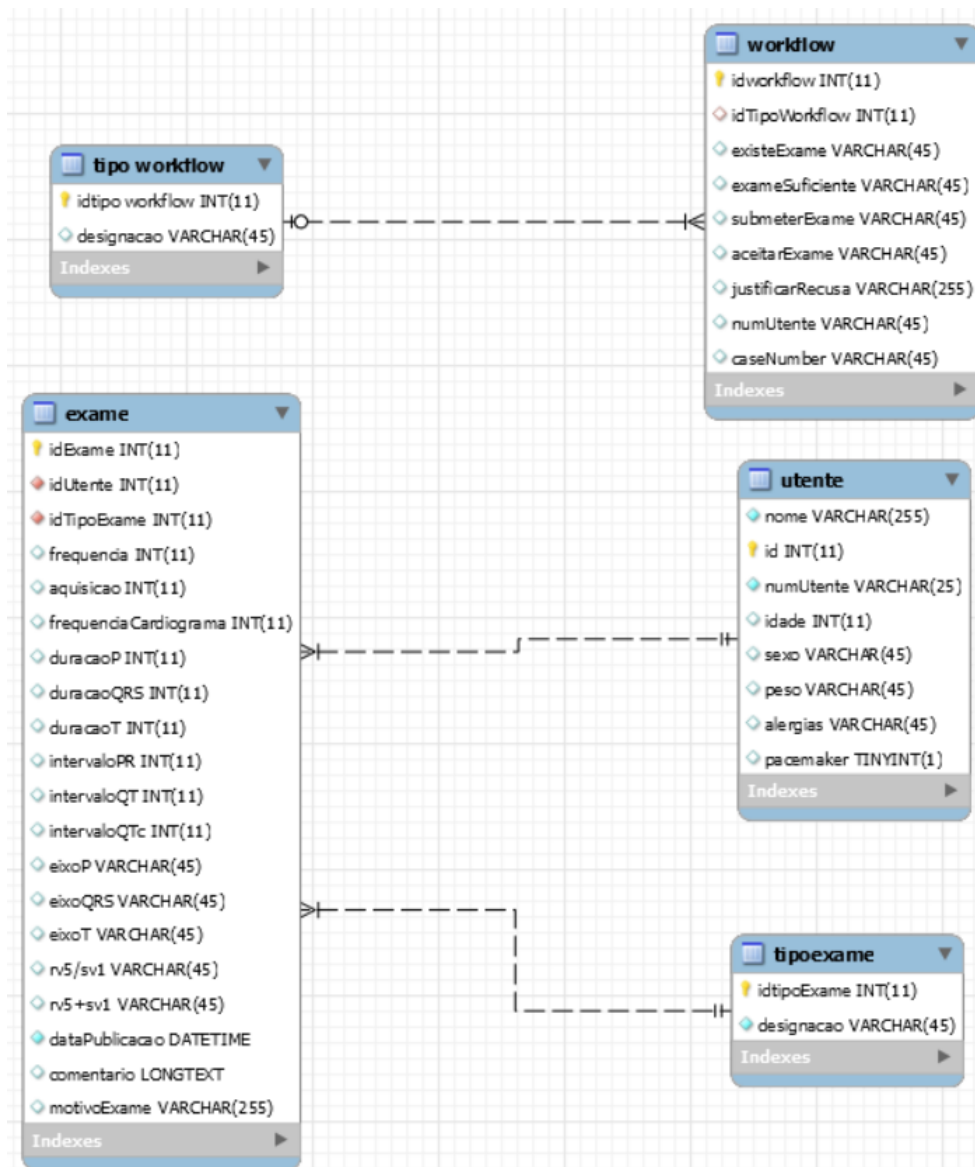 workflow
idworkflow INT(11)
idTipoWorkflow INT(11)
existeExame VARCHAR(45)
exameSuficiente VARCHAR(45)
submeterExame VARCHAR(45)
aceitarExame VARCHAR(45)
justificarRecusa VARCHAR(255)
numUtente VARCHAR(45)
caseNumber VARCHAR(45)
Indexes
tipo workflow
idtipo workflow INT(11)
designacao VARCHAR(45)
Indexes
exame
idExame INT(11)
idUtente INT(11)
idTipoExame INT(11)
frequência INT(11)
aquisicao INT(11)
frequenciaCardiograma INT(11)
duracaoP INT(11)
duracaoQRS INT(11)
duracaoT INT(11)
intervaloPR INT(11)
intervaloQT INT(11)
intervaloQTc INT(11)
eixoP VARCHAR(45)
eixoQRS VARCHAR(45)
eixoT VARCHAR(45)
rv5/sv1 VARCHAR(45)
rv5+sv1 VARCHAR(45)
dataPublicacao DATETIME
comentario LONGTEXT
motivoExame VARCHAR(255)
Indexes
utente
nome VARCHAR(255)
id INT(11)
numUtente VARCHAR(25)
idade INT(11)
sexo VARCHAR(45)
peso VARCHAR(45)
alergias VARCHAR(45)
pacemaker TINYINT(1)
Indexes
tipoexame
idtipoExame INT(11)
designacao VARCHAR(45)
Indexes